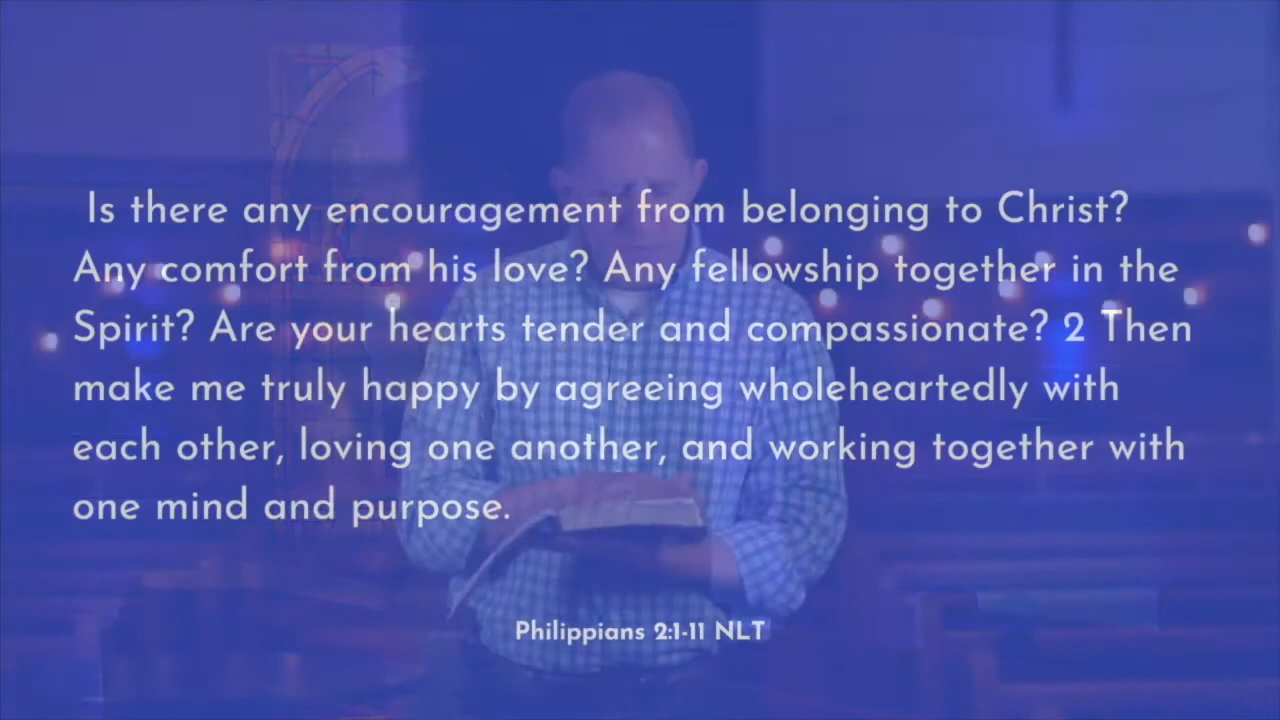 Is there any encouragement from belonging to Christ?
Any comfort from his love? Any fellowship together in the
Spirit? Are your hearts tender and compassionate? 2 Then
make me truly happy by agreeing wholeheartedly with
each other, loving one another, and working together with
one mind and purpose.
Philippians 2:1-11 NLT